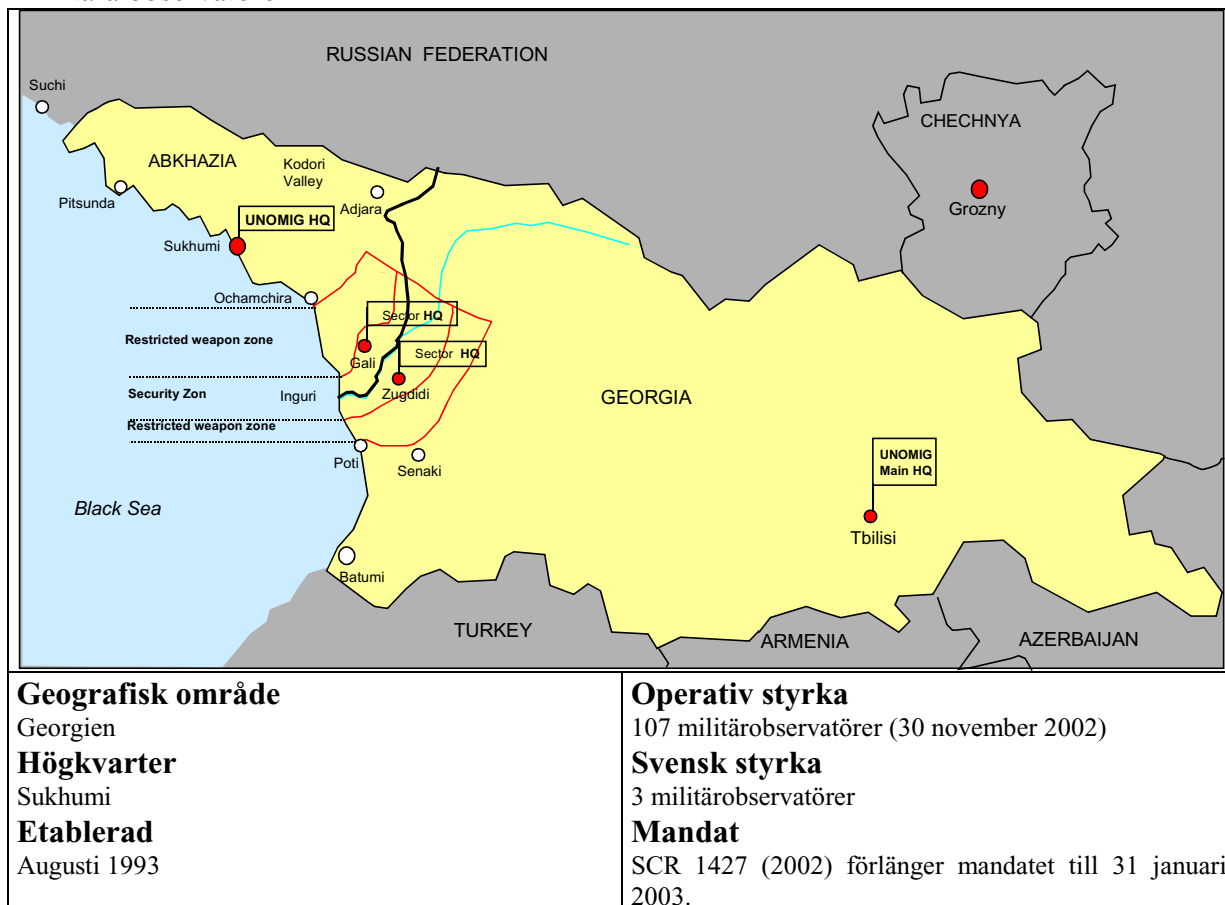 RUSSIAN FEDERATION
Suchi
CHECHNYA
ABKHAZIA
Kodori
Valley
Pitsunda
Adjara
Grozny
UNOMIG HQ
Sukhumi
Ochamchira
Sector HQ
Restricted weapon zone
Gali
Sector HQ
Security Zon
Inguri
Zugdidi
GEORGIA
Restricted weapon zone
Poti
Senaki
UNOMIG
Main HQ
Black Sea
Tbilisi
Batumi
TURKEY
ARMENIA
AZERBAIJAN
Geografisk område
Georgien
Högkvarter
Sukhumi
Etablerad
Augusti 1993
Operativ styrka
107 militärobservatörer (30 november 2002)
Svensk styrka
3 militärobservatörer
Mandat
SCR 1427 (2002) förlänger mandatet till 31 januari
2003.